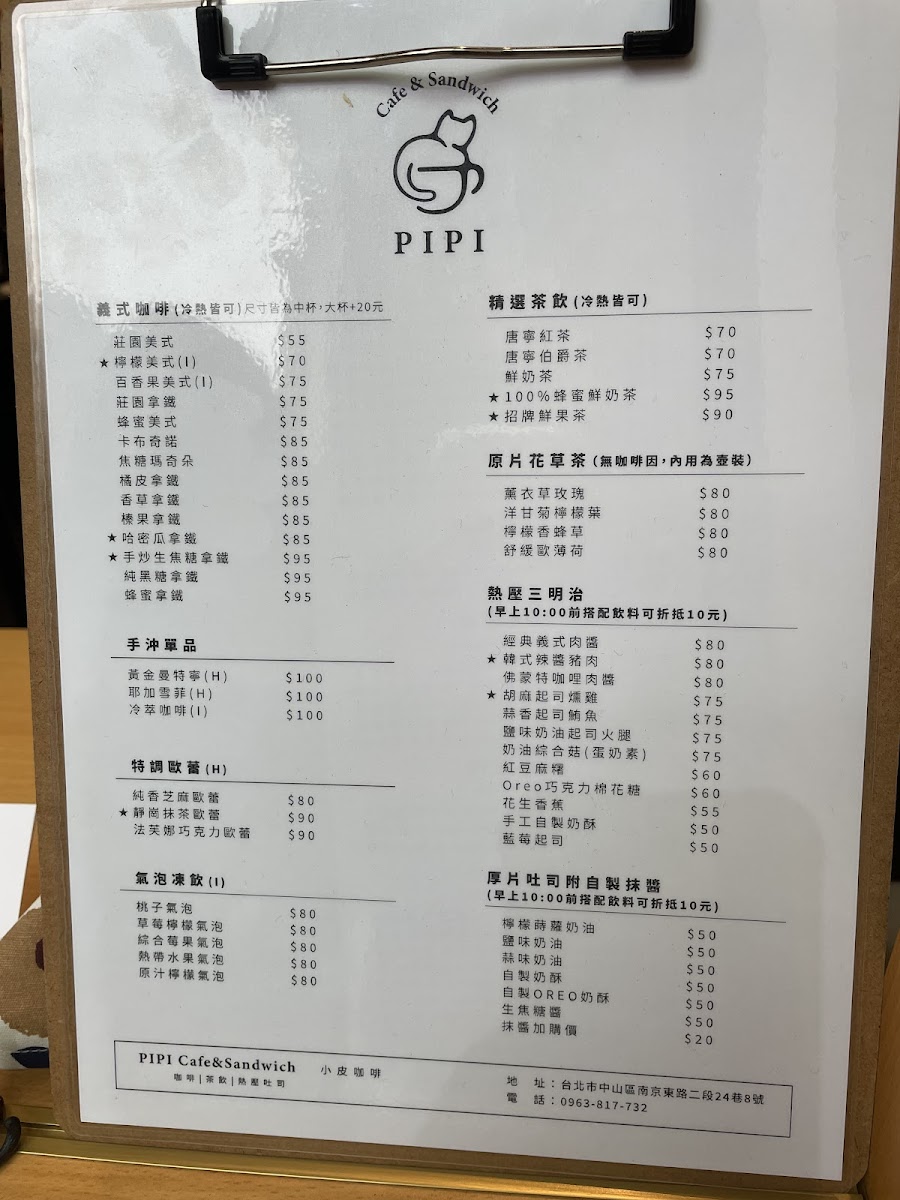 Cafe & Sandwich
PIPI
義式咖啡(冷熱皆可)尺寸皆為中杯,大杯+20元
莊園美式 $55
★檸檬美式(I) $70
百香果美式(I) $75
莊園拿鐵 $75
蜂蜜美式 $75
卡布奇諾 $85
焦糖瑪奇朵 $85
橘皮拿鐵 $85
香草拿鐵 $85
榛果拿鐵 $85
★哈密瓜拿鐵 $85
★手炒生焦糖拿鐵 $95
純黑糖拿鐵 $95
蜂蜜拿鐵 $95
手沖單品
黃金曼特寧(H) $100
耶加雪菲(H) $100
冷萃咖啡(I) $100
特調歐蕾(H)
純香芝麻歐蕾 $80
★靜崗抹茶歐蕾 $90
法芙娜巧克力歐蕾 $90
氣泡凍飲(I)
桃子氣泡 $80
草莓檸檬氣泡 $80
綜合莓果氣泡 $80
熱帶水果氣泡 $80
原汁檸檬氣泡 $80
精選茶飲(冷熱皆可)
唐寧紅茶 $70
唐寧伯爵茶 $70
鮮奶茶 $75
★100%蜂蜜鮮奶茶 $95
★招牌鮮果茶 $90
原片花草茶(無咖啡因,內用為壺裝)
薰衣草玫瑰 $80
洋甘菊檸檬葉 $80
檸檬香蜂草 $80
舒緩歐薄荷 $80
熱壓三明治
(早上10:00前搭配飲料可折抵10元)
經典義式肉醬 $80
★韓式辣醬豬肉 $80
佛蒙特咖哩肉醬 $80
★胡麻起司燻雞 $75
蒜香起司鮪魚 $75
鹽味奶油起司火腿 $75
奶油綜合菇(蛋奶素) $75
紅豆麻糬 $60
Oreo巧克力棉花糖 $60
花生香蕉 $55
手工自製奶酥 $50
藍莓起司 $50
厚片吐司附自製抹醬
(早上10:00前搭配飲料可折抵10元)
檸檬蒔蘿奶油 $50
鹽味奶油 $50
蒜味奶油 $50
自製奶酥 $50
自製OREO奶酥 $50
生焦糖醬 $50
抹醬加購價 $20
PIPI Cafe&Sandwich 小皮咖啡
咖啡|茶飲|熱壓吐司
地 址:台北市中山區南京東路二段24巷8號
電 話:0963-817-732